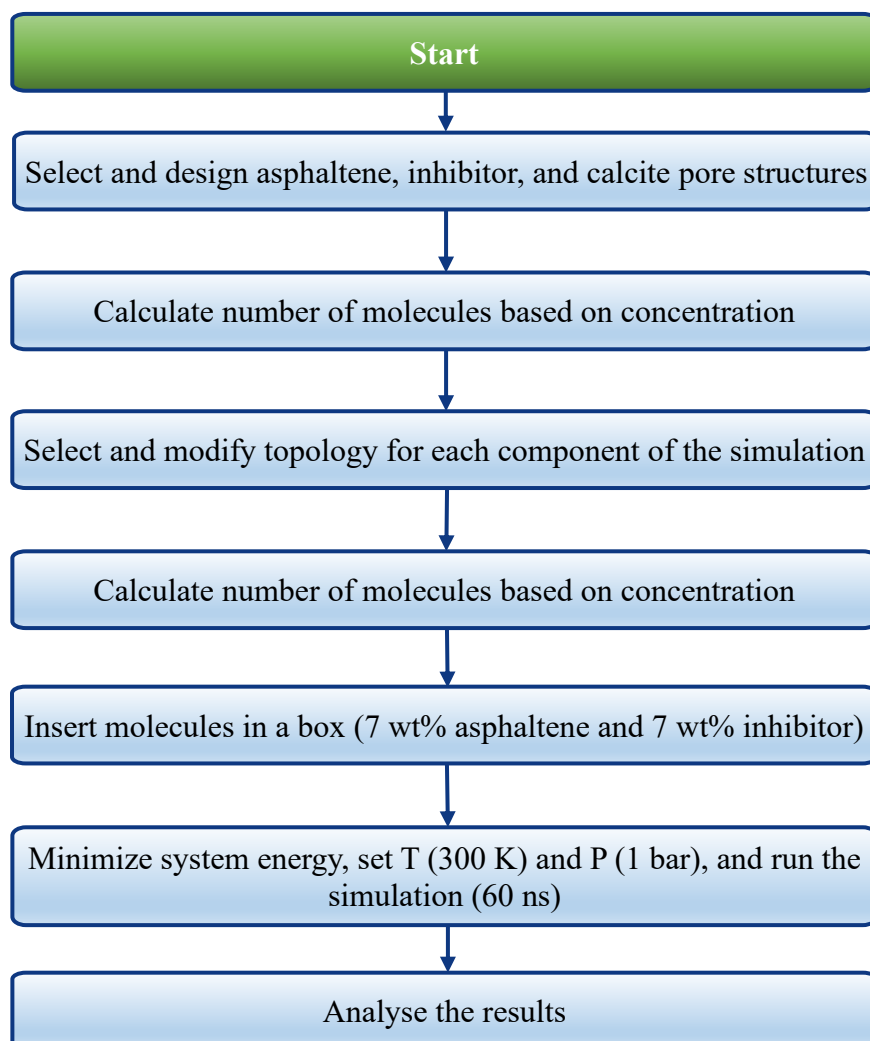 Start
Select and design asphaltene, inhibitor, and calcite pore structures
Calculate number of molecules based on concentration
Select and modify topology for each component of the simulation
Calculate number of molecules based on concentration
Insert molecules in a box (7 wt% asphaltene and 7 wt% inhibitor)
Minimize system energy, set T (300 K) and P (1 bar), and run the
simulation (60 ns)
Analyse the results